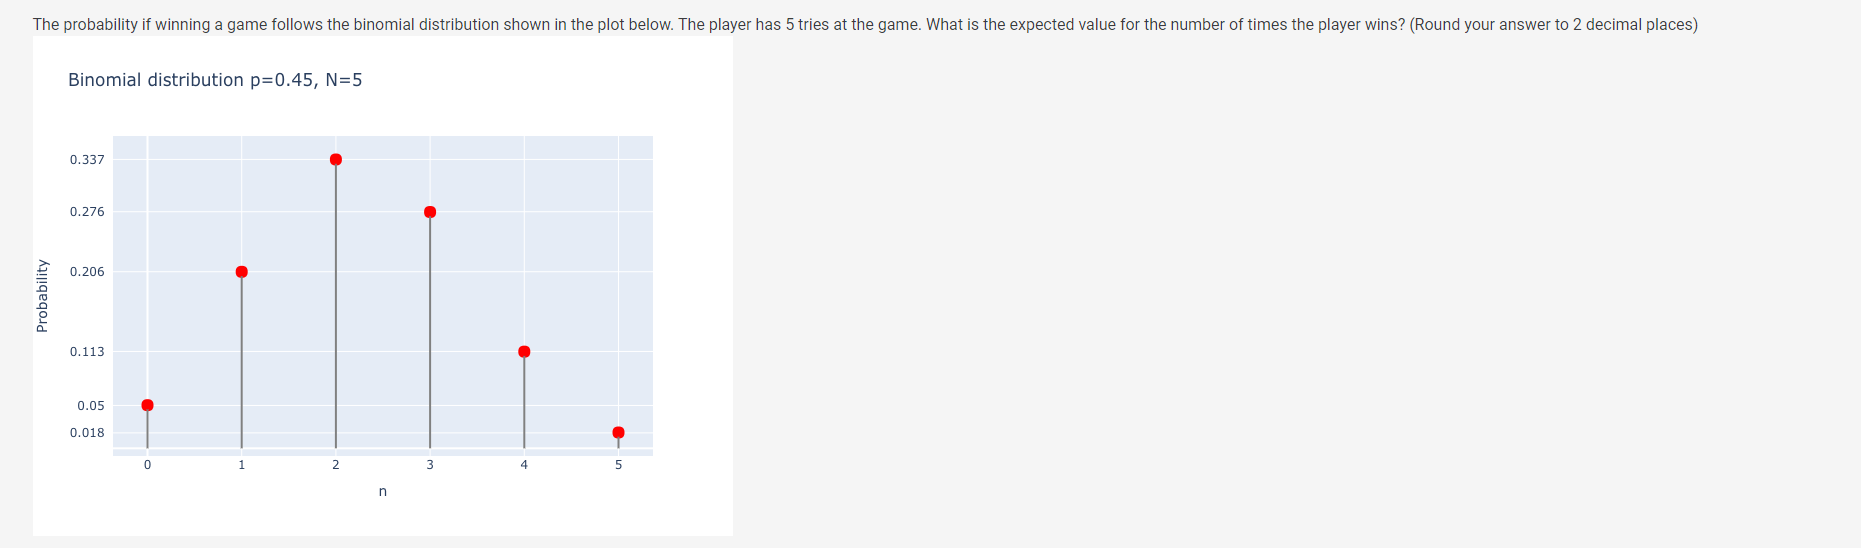 The probability if winning a game follows the binomial distribution shown in the plot below. The player has 5 tries at the game. What is the expected value for the number of times the player wins? (Round your answer to 2 decimal places)
Binomial distribution p=0.45, N=5
0.337
0.276
0.206
0.113
0.05
0.018
Probability
0 1 2 3 4 5
n